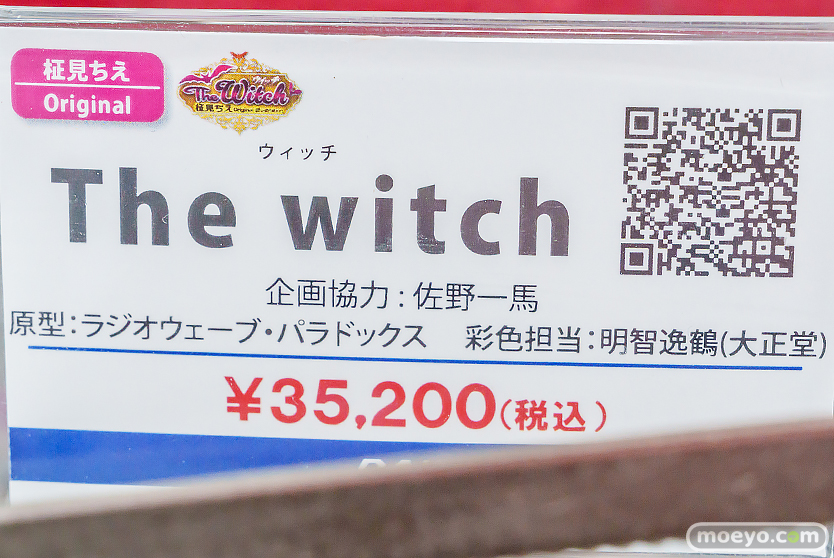 柾見ちえ
Original
The Witch
ウィッチ
The witch
企画協力:佐野一馬
原型:ラジオウェーブ・パラドックス 彩色担当:明智逸鶴(大正堂)
¥35,200(税込)
moeyo.com